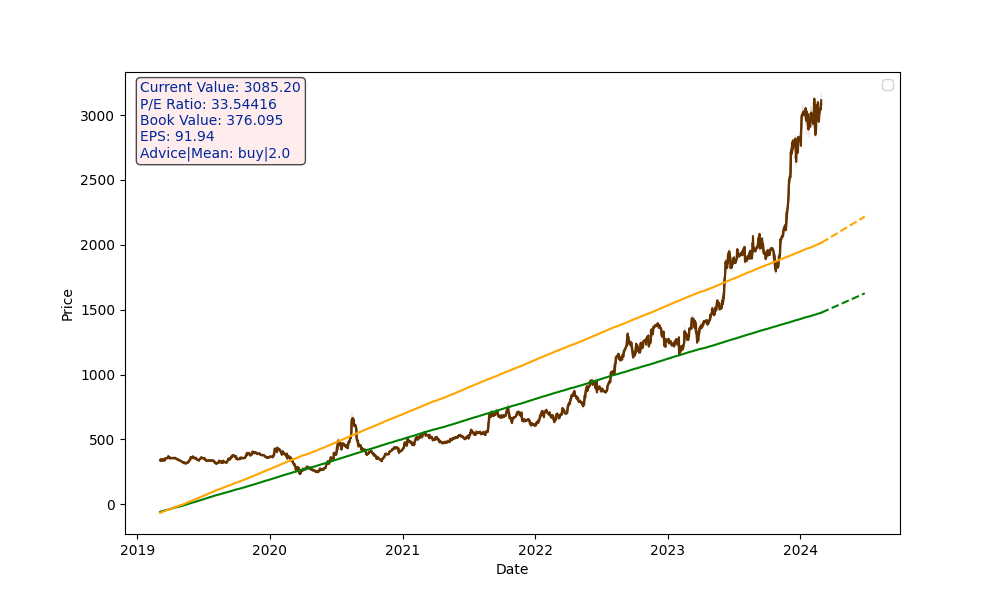 Current Value: 3085.20
P/E Ratio: 33.54416
Book Value: 376.095
EPS: 91.94
Advice|Mean: buy|2.0
3000
2500
2000
1500
1000
500
0
Price
2019 2020 2021 2022 2023 2024
Date